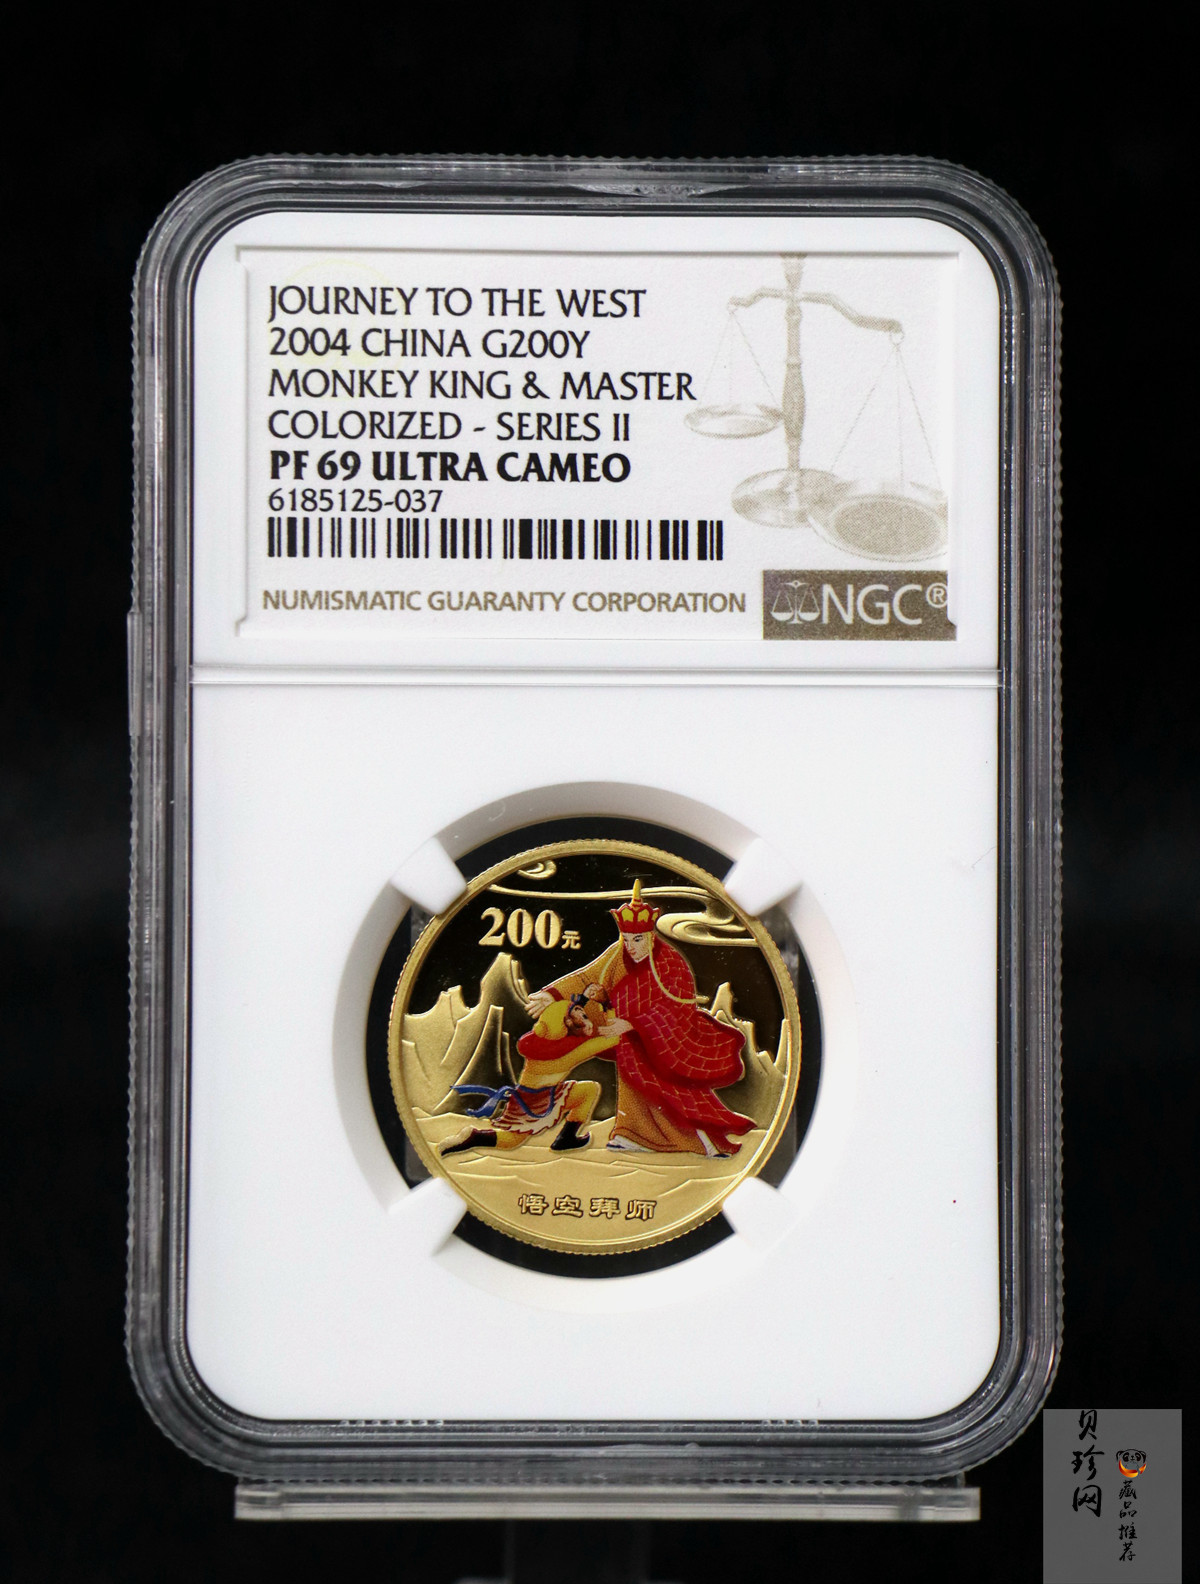 JOURNEY TO THE WEST
2004 CHINA G200Y
MONKEY KING & MASTER
COLORIZED - SERIES II
PF 69 ULTRA CAMEO
6185125-037
NUMISMATIC GUARANTY CORPORATION
NGC®
200元
悟空拜师
贝珍网
藏品推荐